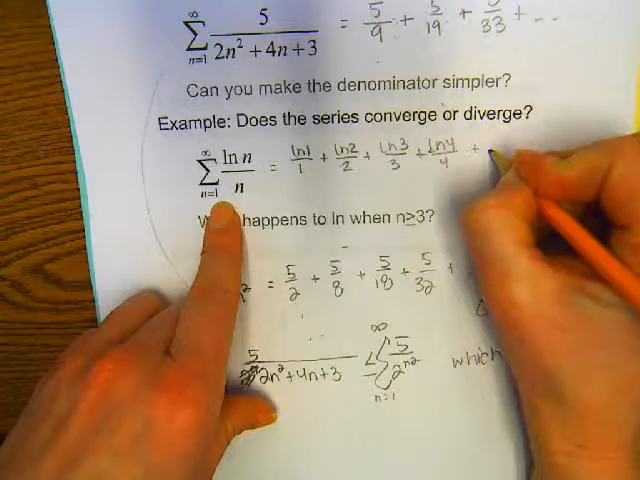 ∞ ∑ n=1 5 / 2n² + 4n + 3 = 5/9 + 5/19 + 5/33 + ...
Can you make the denominator simpler?
Example: Does the series converge or diverge?
∞ ∑ n=1 ln n / n = ln1/1 + ln2/2 + ln3/3 + ln4/4 +
happens to ln when n≥3?
= 5/2 + 5/8 + 5/18 + 5/32 +
5 / 2n²+4n+3 ≤ ∞ ∑ n=1 5/2n² which